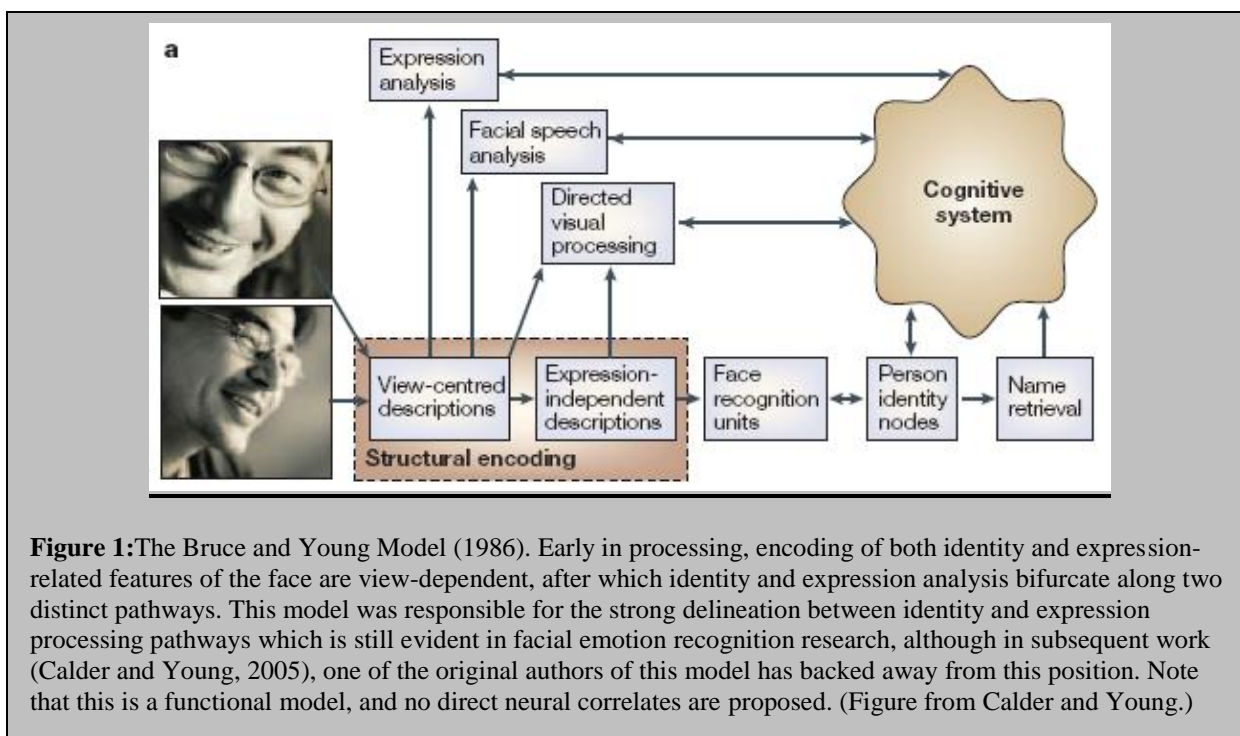 a
Expression
analysis
Facial speech
analysis
Directed
visual
processing
Cognitive
system
View-centred
descriptions
Expression-
independent
descriptions
Face
recognition
units
Person
identity
nodes
Name
retrieval
Structural encoding
Figure 1:The Bruce and Young Model (1986). Early in processing, encoding of both identity and expression-
related features of the face are view-dependent, after which identity and expression analysis bifurcate along two
distinct pathways. This model was responsible for the strong delineation between identity and expression
processing pathways which is still evident in facial emotion recognition research, although in subsequent work
(Calder and Young, 2005), one of the original authors of this model has backed away from this position. Note
that this is a functional model, and no direct neural correlates are proposed. (Figure from Calder and Young.)